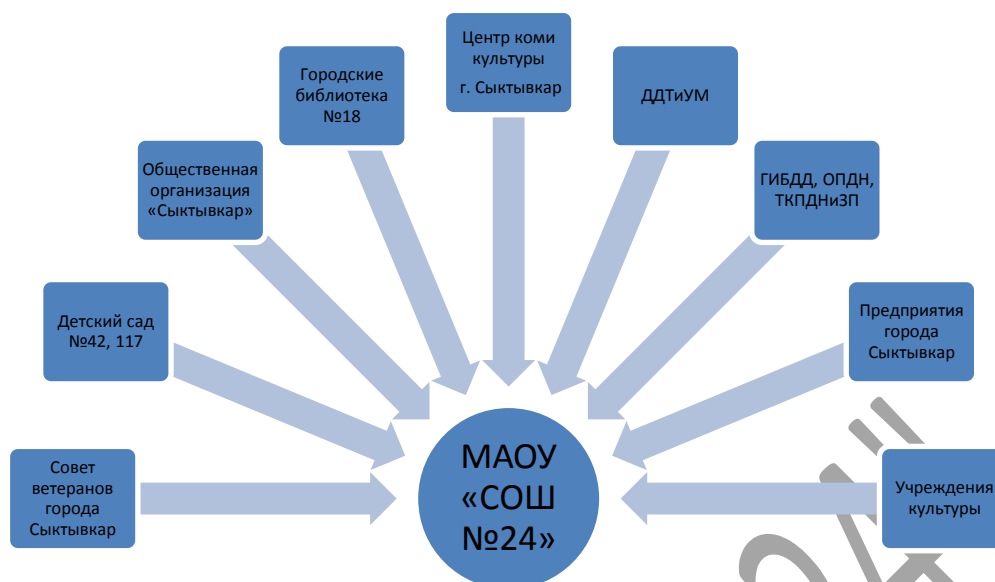 Центр коми
культуры
г. Сыктывкар
Городские
библиотека
№18
ДДТиУМ
Общественная
организация
«Сыктывкар»
ГИБДД, ОПДН,
ТКПДНиЗП
Детский сад
№42, 117
Предприятия
города
Сыктывкар
Совет
ветеранов
города
Сыктывкар
МАОУ
«СОШ
№24»
Учреждения
культуры